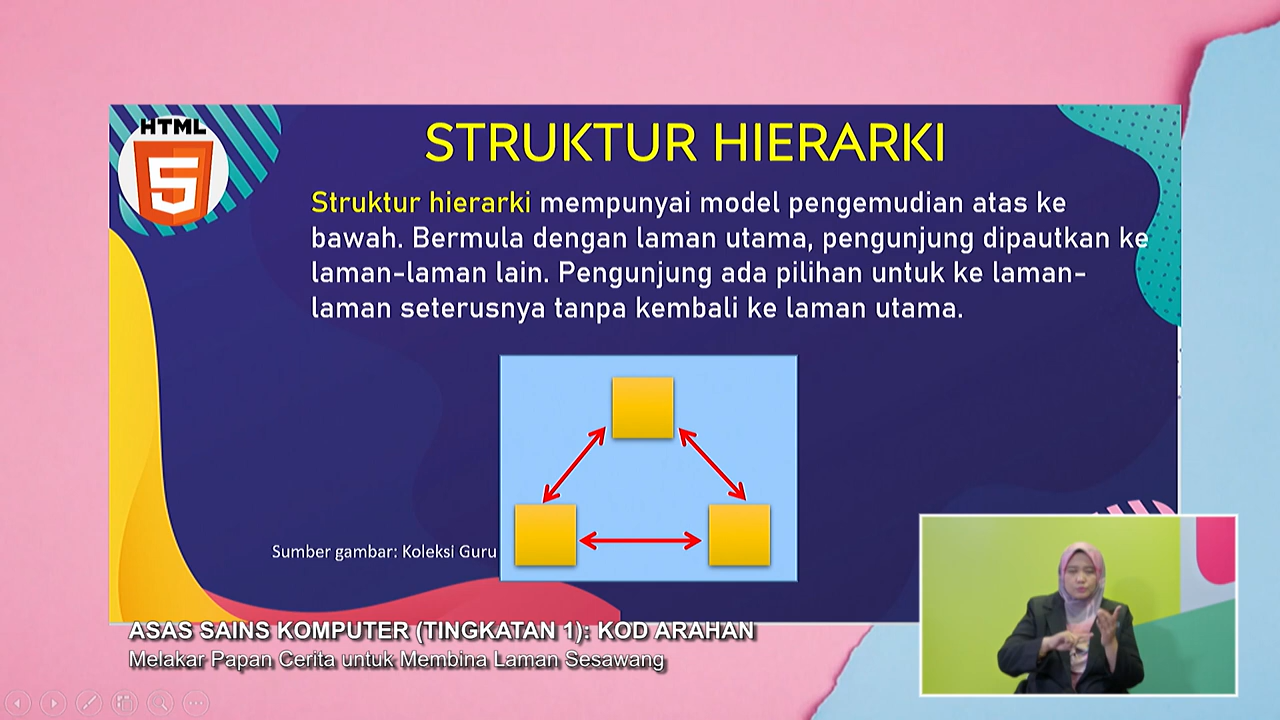 HTML
5
STRUKTUR HIERARKI
Struktur hierarki mempunyai model pengemudian atas ke
bawah. Bermula dengan laman utama, pengunjung dipautkan ke
laman-laman lain. Pengunjung ada pilihan untuk ke laman-
laman seterusnya tanpa kembali ke laman utama.
Sumber gambar: Koleksi Guru
ASAS SAINS KOMPUTER (TINGKATAN 1): KOD ARAHAN
Melakar Papan Cerita untuk Membina Laman Sesawang